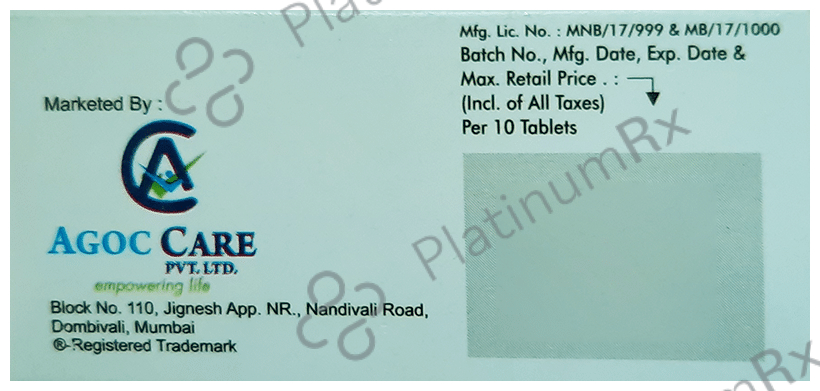 Marketed By :
CA
AGOC CARE
PVT. LTD.
empowering life
Block No. 110, Jignesh App. NR., Nandivali Road,
Dombivali, Mumbai
®-Registered Trademark
Mfg. Lic. No. : MNB/17/999 & MB/17/1000
Batch No., Mfg. Date, Exp. Date &
Max. Retail Price . :
(Incl. of All Taxes)
Per 10 Tablets
PlatinumRx
PlatinumRx